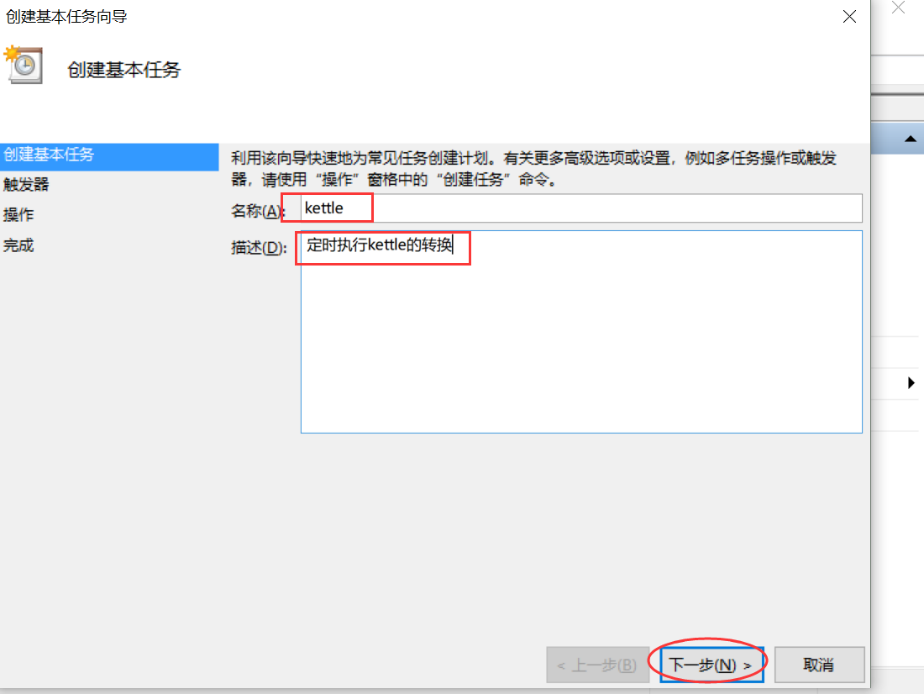 创建基本任务向导
创建基本任务
创建基本任务
触发器
操作
完成
利用该向导快速地为常见任务创建计划。有关更多高级选项或设置，例如多任务操作或触发
器，请使用“操作”窗格中的“创建任务”命令。
名称(A): kettle
描述(D): 定时执行kettle的转换
< 上一步(B) 下一步(N) > 取消